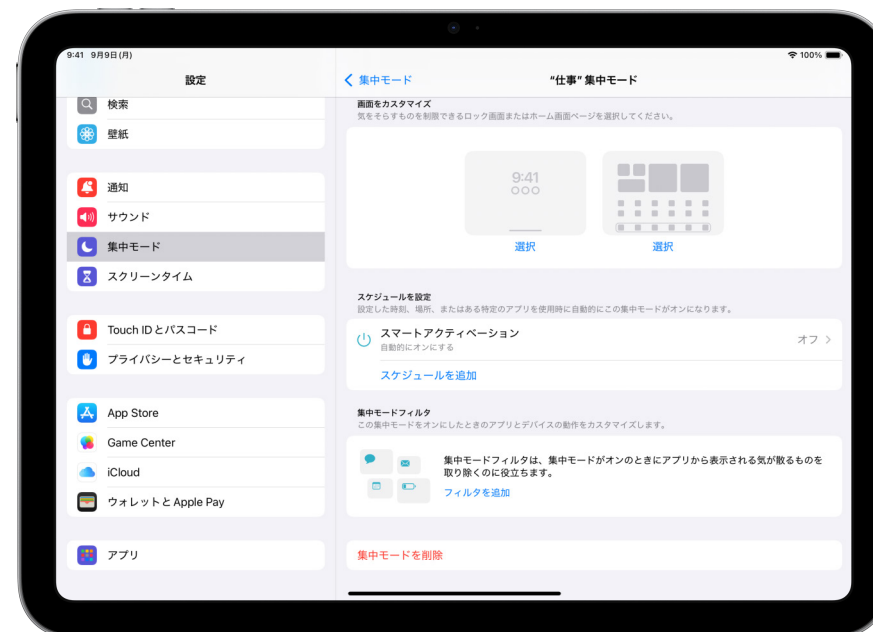 9:41 9月9日(月)
100%
設定
検索
壁紙
通知
サウンド
集中モード
スクリーンタイム
Touch IDとパスコード
プライバシーとセキュリティ
App Store
Game Center
iCloud
ウォレットとApple Pay
アプリ
集中モード
“仕事” 集中モード
画面をカスタマイズ
気をそらすものを制限できるロック画面またはホーム画面ページを選択してください。
9:41
選択
選択
スケジュールを設定
設定した時刻、場所、またはある特定のアプリを使用時に自動的にこの集中モードがオンになります。
スマートアクティベーション
自動的にオンにする
オフ
スケジュールを追加
集中モードフィルタ
この集中モードをオンにしたときのアプリとデバイスの動作をカスタマイズします。
集中モードフィルタは、集中モードがオンのときにアプリから表示される気が散るものを
取り除くのに役立ちます。
フィルタを追加
集中モードを削除